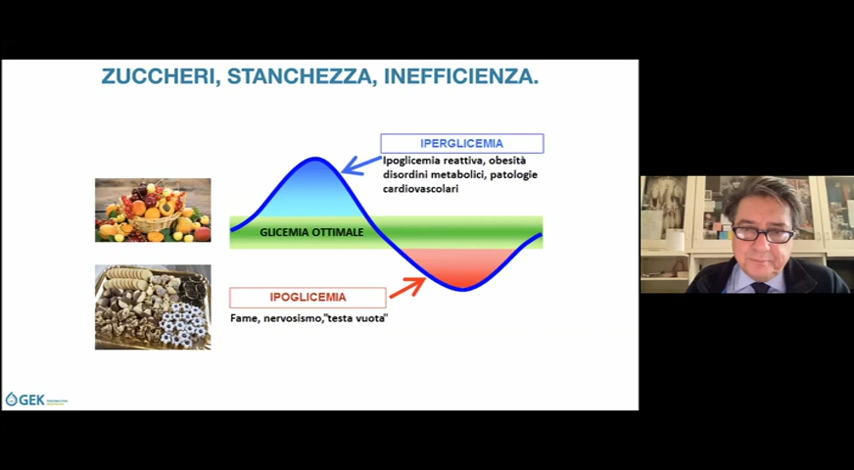 ZUCCHERI, STANCHEZZA, INEFFICIENZA.
IPERGLICEMIA
Ipoglicemia reattiva, obesità
disordini metabolici, patologie
cardiovascolari
GLICEMIA OTTIMALE
IPOGLICEMIA
Fame, nervosismo,"testa vuota"
GEK